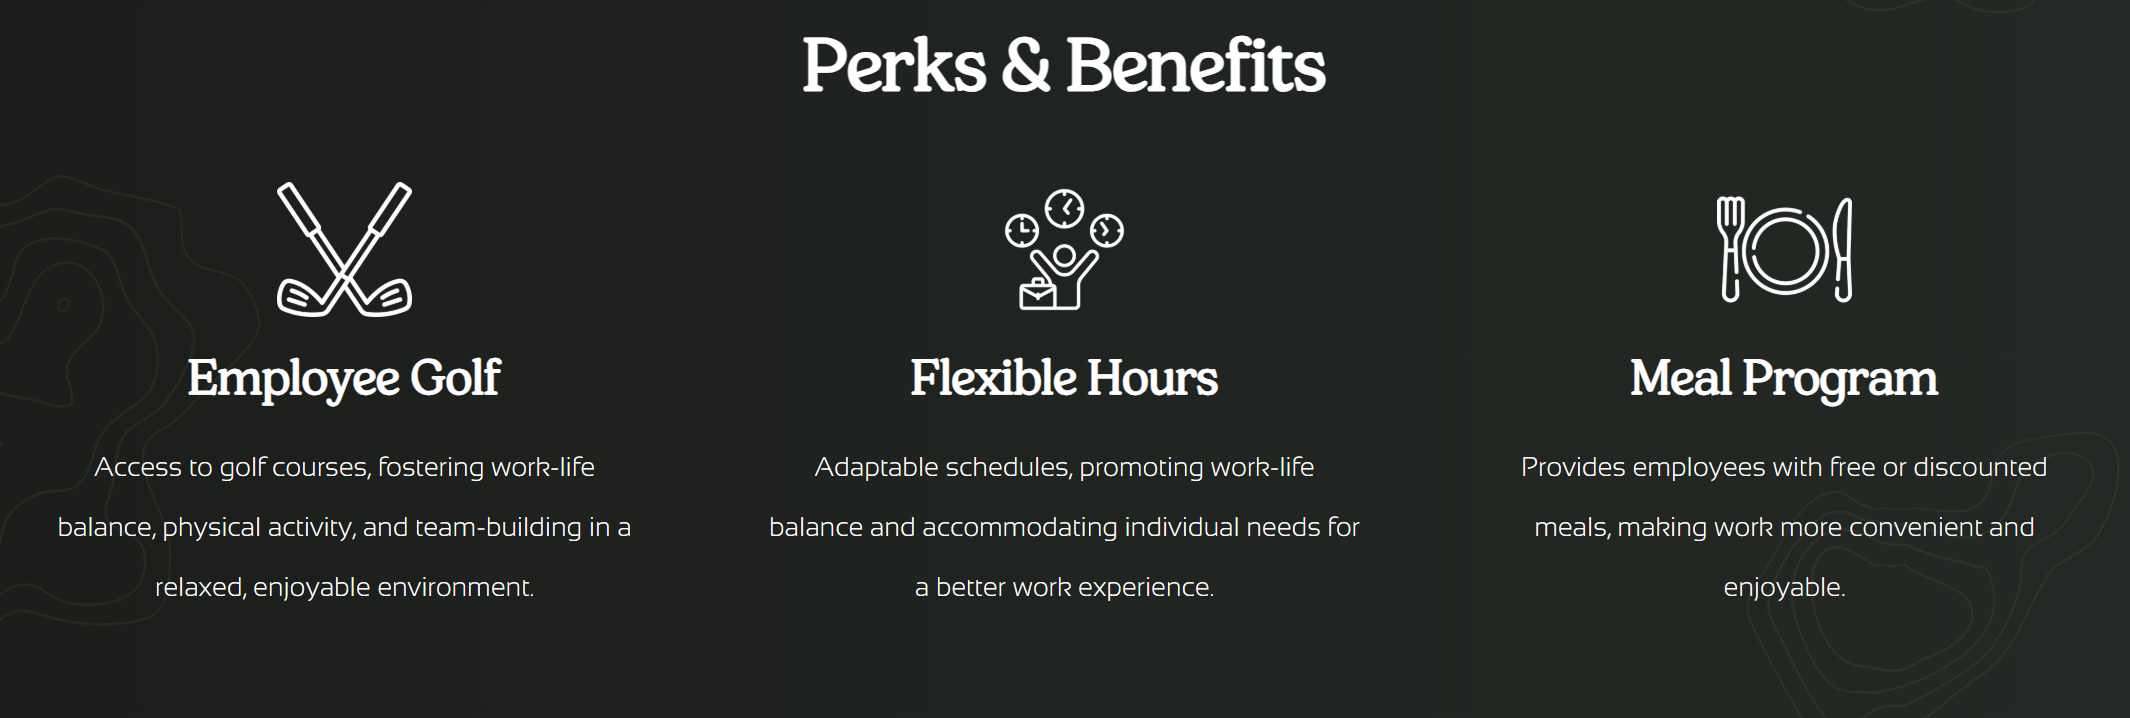 Perks & Benefits
Employee Golf
Access to golf courses, fostering work-life
balance, physical activity, and team-building in a
relaxed, enjoyable environment.
Flexible Hours
Adaptable schedules, promoting work-life
balance and accommodating individual needs for
a better work experience.
Meal Program
Provides employees with free or discounted
meals, making work more convenient and
enjoyable.